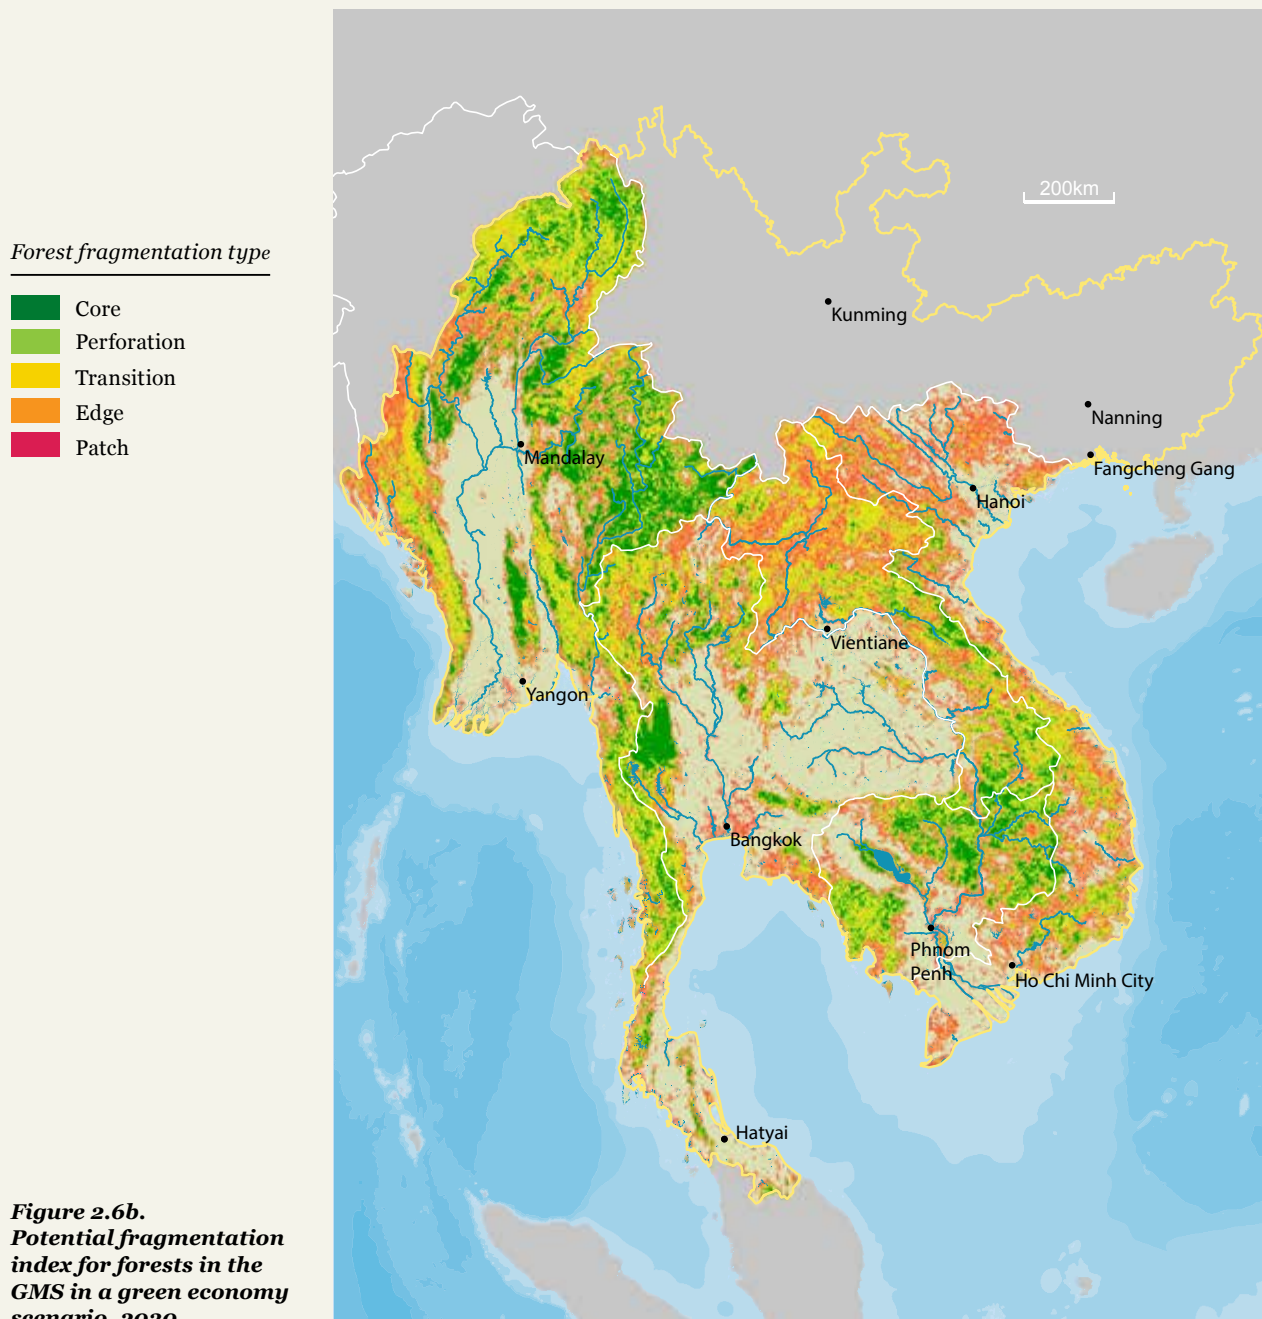 Forest fragmentation type
Core
Perforation
Transition
Edge
Patch
200km
Kunming
Nanning
Fangcheng Gang
Mandalay
Hanoi
Vientiane
Yangon
Bangkok
Phnom
Penh
Ho Chi Minh City
Hatyai
Figure 2.6b.
Potential fragmentation
index for forests in the
GMS in a green economy
scenario,